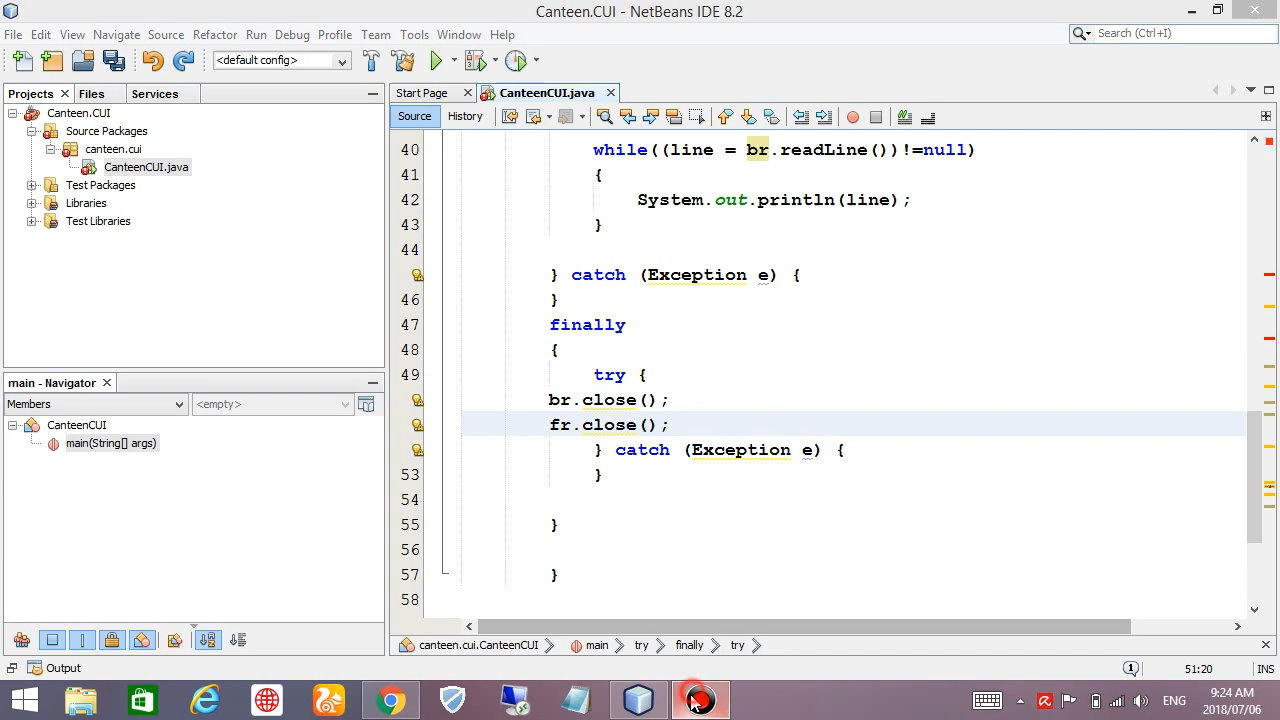 Canteen.CUI - NetBeans IDE 8.2
File Edit View Navigate Source Refactor Run Debug Profile Team Tools Window Help
Search (Ctrl+I)
<default config>
Projects Files Services
Start Page CanteenCUI.java
Source History
Canteen.CUI
Source Packages
canteen.cui
CanteenCUI.java
Test Packages
Libraries
Test Libraries
main - Navigator
Members <empty>
CanteenCUI
main(String[] args)
40 while((line = br.readLine())!=null)
41 {
42 System.out.println(line);
43 }
44
} catch (Exception e) {
46 }
47 finally
48 {
49 try {
br.close();
fr.close();
} catch (Exception e) {
53 }
54
55 }
56
57 }
58
canteen.cui.CanteenCUI main try finally try
Output
51:20 INS
ENG
9:24 AM
2018/07/06